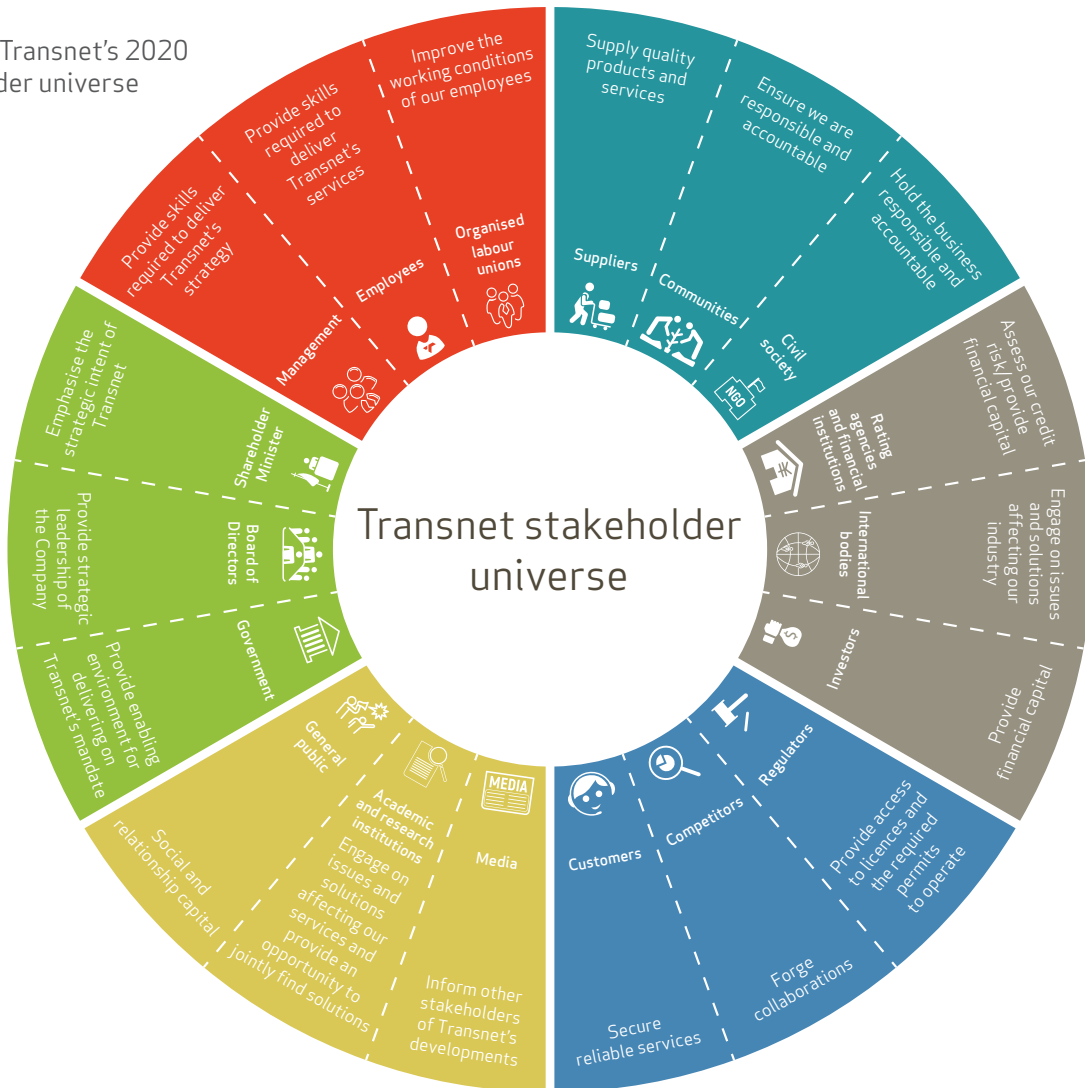 Transnet's 2020
der universe
Transnet stakeholder
universe
Supply quality
products and
services
Suppliers
Ensure we are
responsible and
accountable
Communities
Hold the business
responsible and
accountable
Civil
society
NGO
Assess our credit
risk/provide
financial capital
Rating
agencies
and financial
institutions
Engage on issues
and solutions
affecting our
industry
International
bodies
Provide
financial capital
Investors
$
Provide access
to licences and
the required
permits
to operate
Regulators
Forge
collaborations
Competitors
Secure
reliable services
Customers
MEDIA
Media
Inform other
stakeholders
of Transnet's
developments
Academic
and research
institutions
Engage on
issues and
solutions
affecting our
services and
provide an
opportunity to
jointly find solutions
General
public
Social and
relationship capital
Government
Provide enabling
environment for
delivering on
Transnet's mandate
Board of
Directors
Provide strategic
leadership of
the Company
Shareholder
Minister
Emphasise the
strategic intent of
Transnet
Provide skills
required to deliver
Transnet's
strategy
Management
Provide skills
required to
deliver
Transnet's
services
Employees
Improve the
working conditions
of our employees
Organised
labour
unions